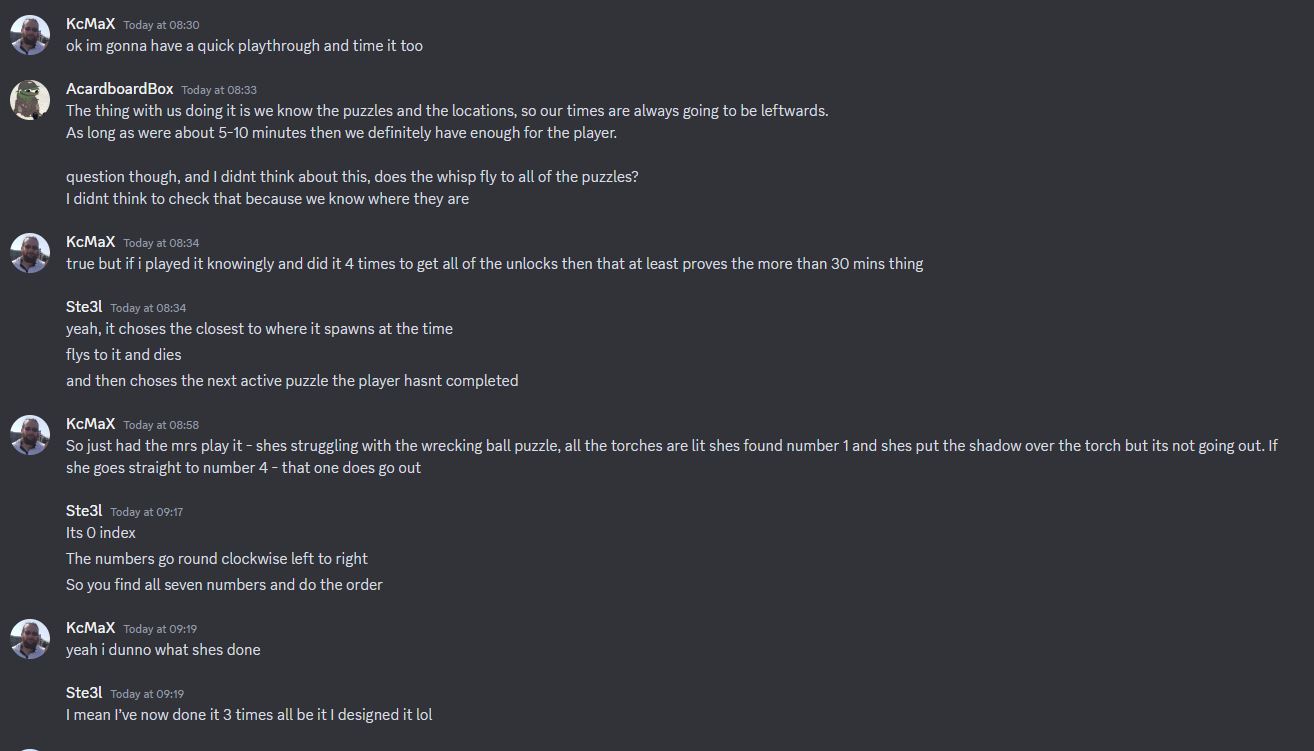 KcMaX Today at 08:30
ok im gonna have a quick playthrough and time it too
AcardboardBox Today at 08:33
The thing with us doing it is we know the puzzles and the locations, so our times are always going to be leftwards.
As long as were about 5-10 minutes then we definitely have enough for the player.
question though, and I didnt think about this, does the whisp fly to all of the puzzles?
I didnt think to check that because we know where they are
KcMaX Today at 08:34
true but if i played it knowingly and did it 4 times to get all of the unlocks then that at least proves the more than 30 mins thing
Ste3l Today at 08:34
yeah, it choses the closest to where it spawns at the time
flys to it and dies
and then choses the next active puzzle the player hasnt completed
KcMaX Today at 08:58
So just had the mrs play it - shes struggling with the wrecking ball puzzle, all the torches are lit shes found number 1 and shes put the shadow over the torch but its not going out. If
she goes straight to number 4 - that one does go out
Ste3l Today at 09:17
Its 0 index
The numbers go round clockwise left to right
So you find all seven numbers and do the order
KcMaX Today at 09:19
yeah i dunno what shes done
Ste3l Today at 09:19
I mean I've now done it 3 times all be it I designed it lol